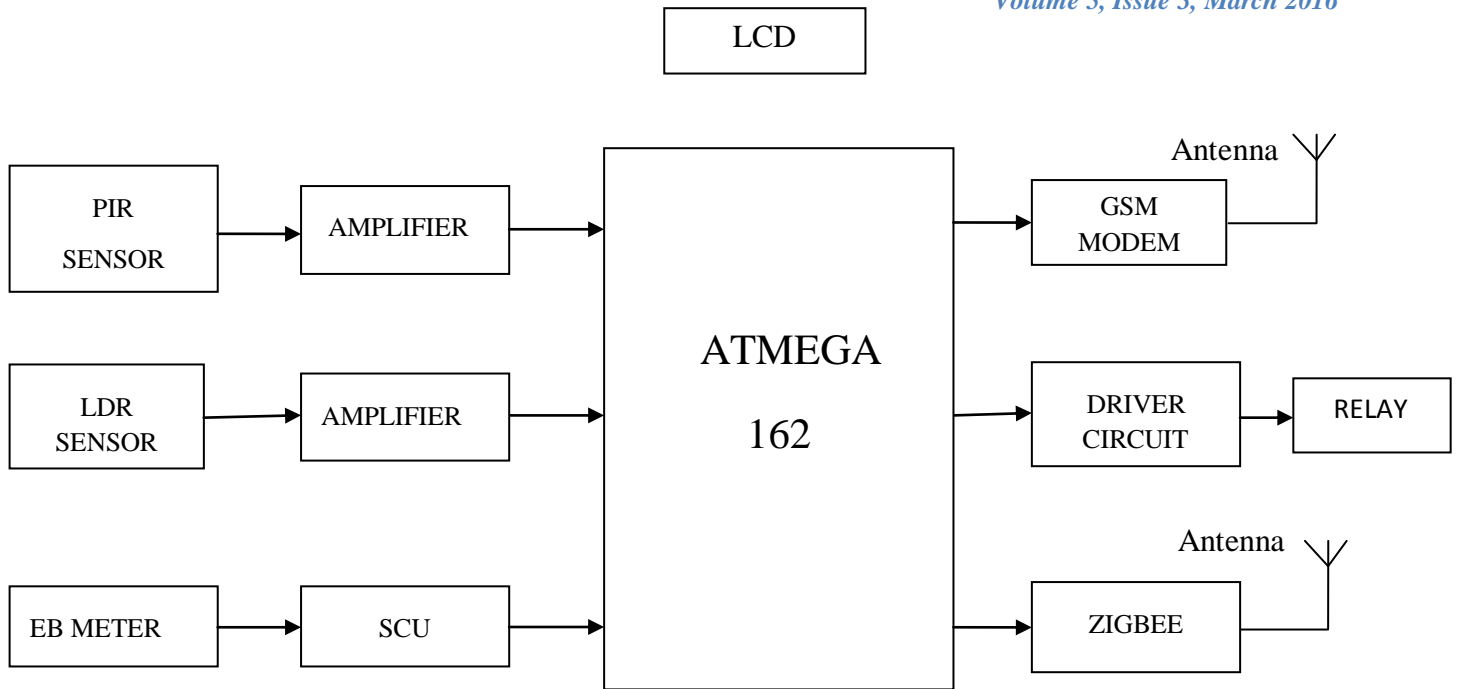 Volume 3, Issue 3, March 2016
LCD
Antenna
PIR
SENSOR
AMPLIFIER
GSM
MODEM
ATMEGA
162
LDR
SENSOR
AMPLIFIER
DRIVER
CIRCUIT
RELAY
Antenna
EB METER
SCU
ZIGBEE